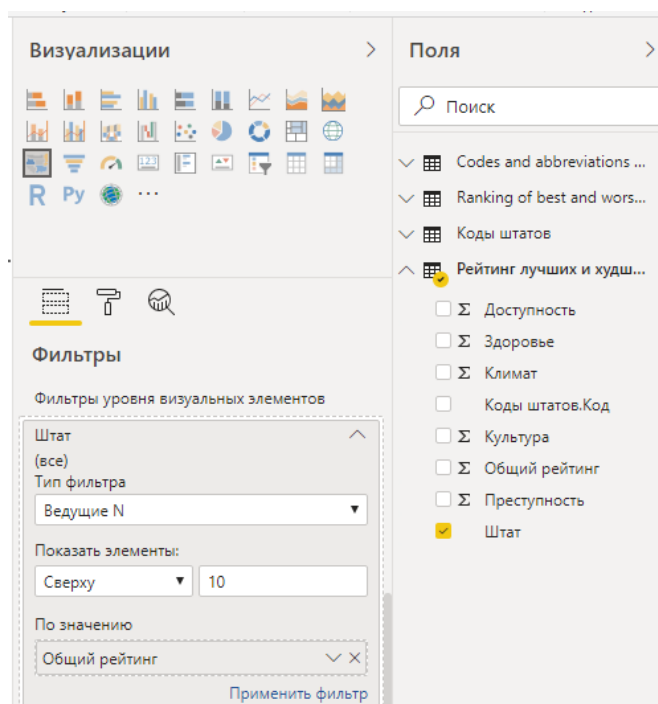 Визуализации
Поля
Поиск
Codes and abbreviations ...
Ranking of best and wors...
Коды штатов
Рейтинг лучших и худш...
Σ Доступность
Σ Здоровье
Σ Климат
Коды штатов.Код
Σ Культура
Σ Общий рейтинг
Σ Преступность
Штат
123
R Py ...
Фильтры
Фильтры уровня визуальных элементов
Штат
(все)
Тип фильтра
Ведущие N
Показать элементы:
Сверху 10
По значению
Общий рейтинг
Применить фильтр